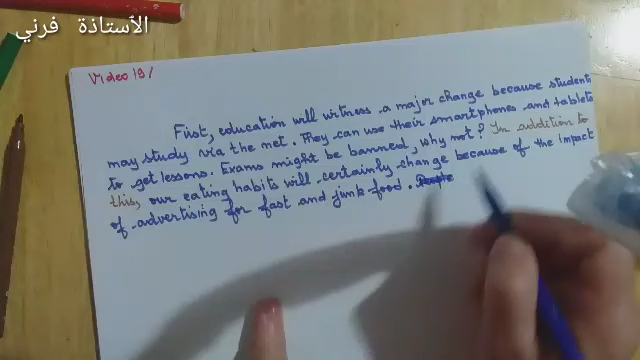 الأستاذة فرني
Video 19/
First, education will witness a major change because students
may study via the net. They can use their smartphones and tablets
to get lessons. Exams might be banned, why not? In addition to
this, our eating habits will certainly change because of the impact
of advertising for fast and junk food.